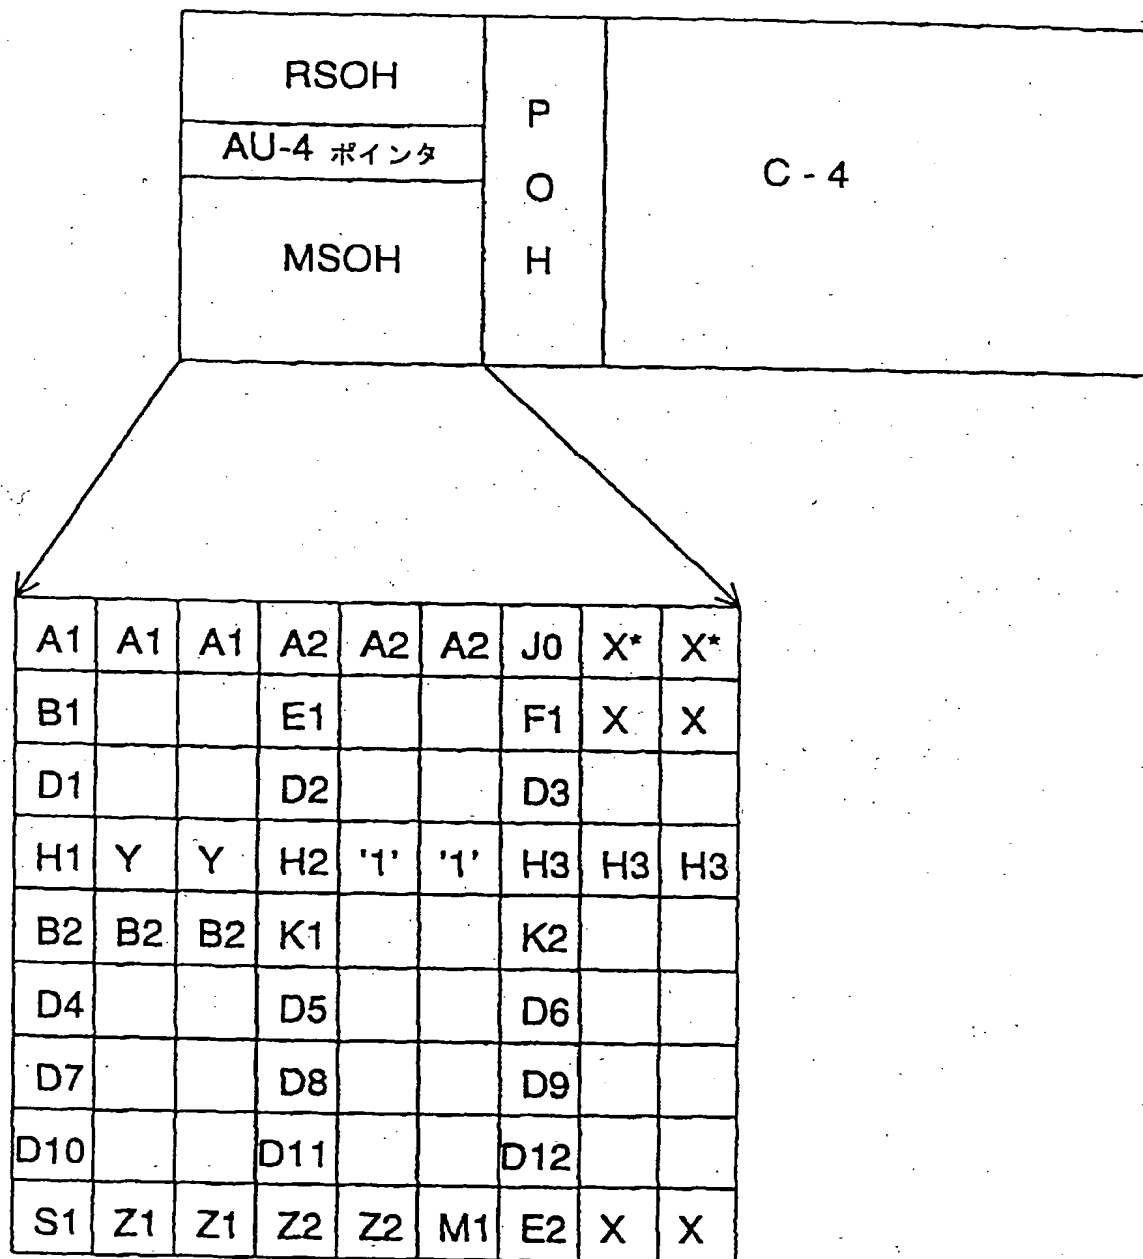 RSOH
AU-4 ポインタ
MSOH
P
O
H
C - 4
A1 A1 A1 A2 A2 A2 J0 X* X*
B1 E1 F1 X X
D1 D2 D3
H1 Y Y H2 '1' '1' H3 H3 H3
B2 B2 B2 K1 K2
D4 D5 D6
D7 D8 D9
D10 D11 D12
S1 Z1 Z1 Z2 Z2 M1 E2 X X